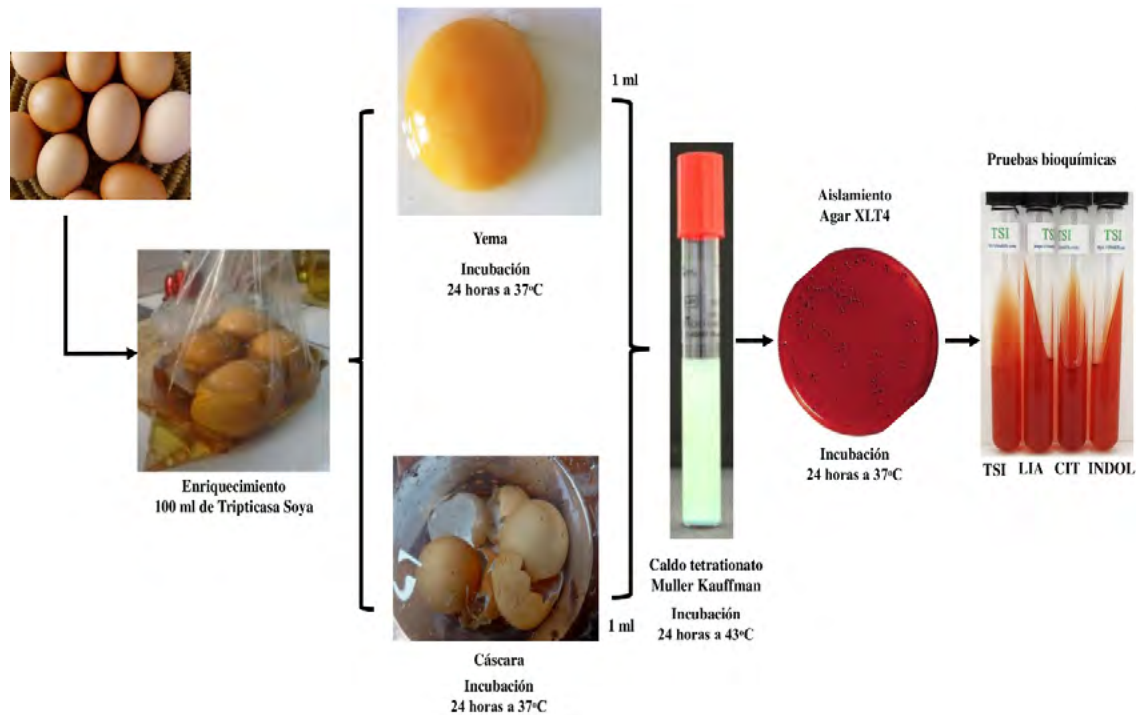 1 ml
Yema
Incubación
24 horas a 37ºC
Enriquecimiento
100 ml de Tripticasa Soya
1 ml
Cáscara
Incubación
24 horas a 37ºC
Caldo tetrationato
Muller Kauffman
Incubación
24 horas a 43ºC
Aislamiento
Agar XLT4
Incubación
24 horas a 37ºC
Pruebas bioquímicas
TSI
TSI
TSI
TSI
TSI LIA CIT INDOL